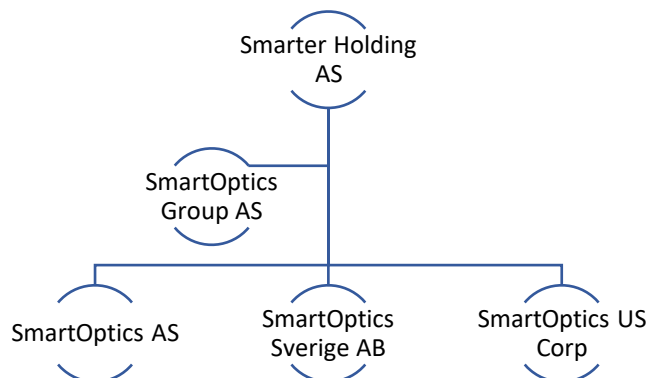 Smarter Holding
AS
SmartOptics
Group AS
SmartOptics AS
SmartOptics
Sverige AB
SmartOptics US
Corp